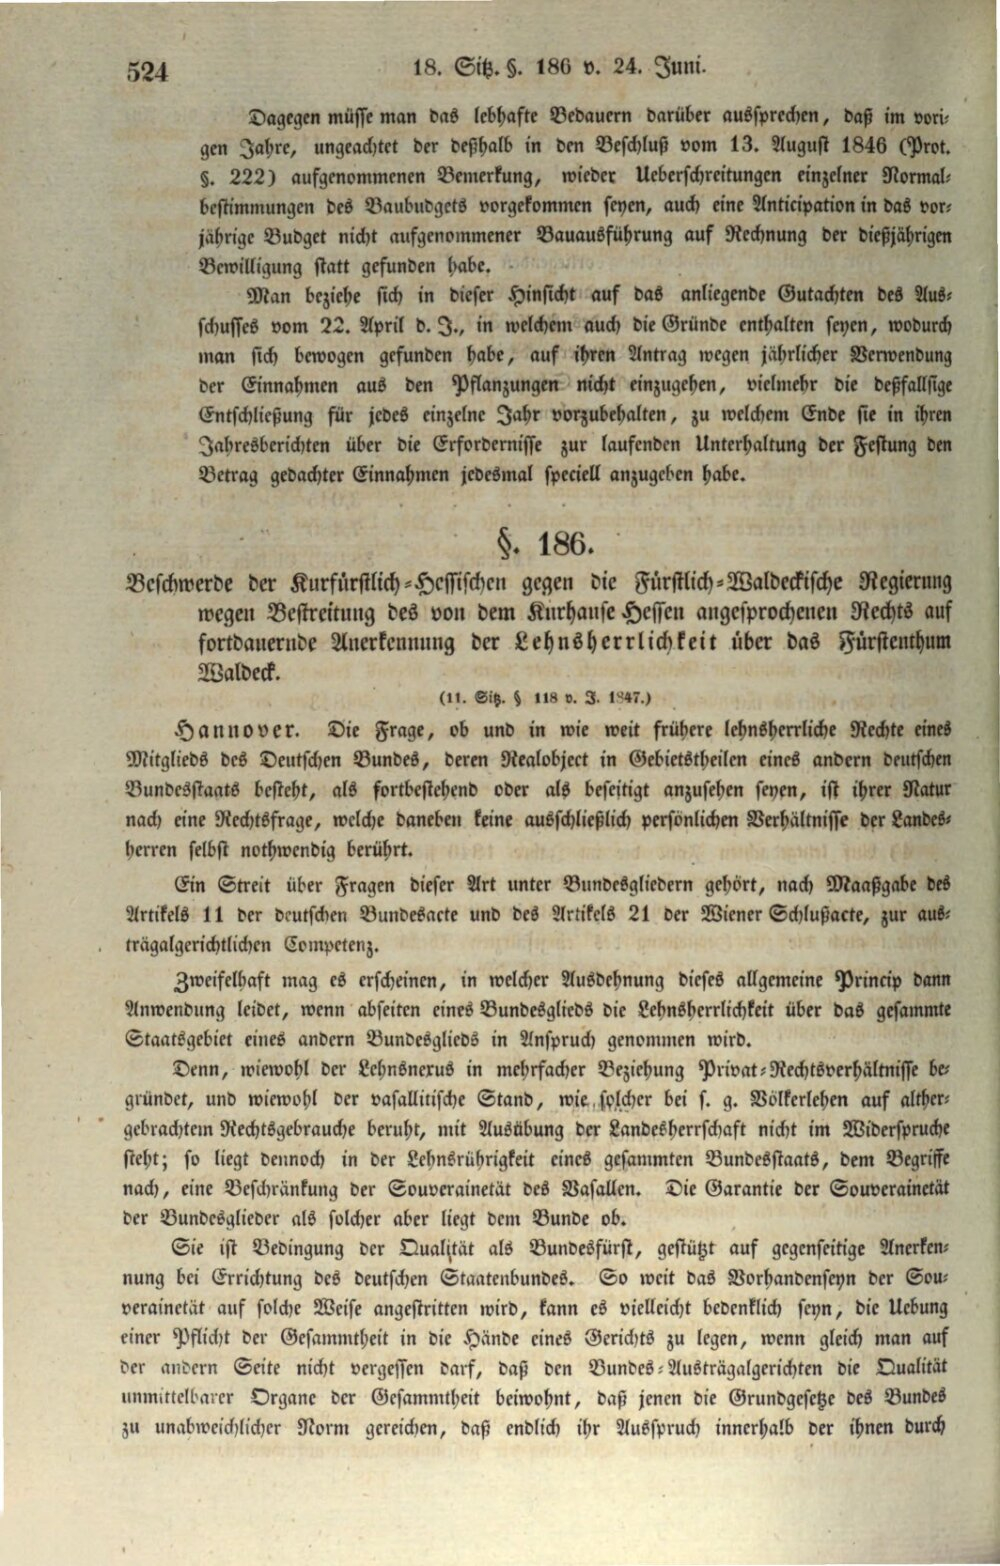 524
18. Sitz. §. 186 v. 24. Juni.
Dagegen müsse man das lebhafte Bedauern darüber aussprechen, daß im vori-
gen Jahre, ungeachtet der deßhalb in den Beschluß vom 13. August 1846 (Prot.
§. 222) aufgenommenen Bemerkung, wieder Ueberschreitungen einzelner Normal-
bestimmungen des Baubudgets vorgekommen seyen, auch eine Anticipation in das vor-
jährige Budget nicht aufgenommener Bauausführung auf Rechnung der dießjährigen
Bewilligung statt gefunden habe.
Man beziehe sich in dieser Hinsicht auf das anliegende Gutachten des Aus-
schusses vom 22. April d. J., in welchem auch die Gründe enthalten seyen, wodurch
man sich bewogen gefunden habe, auf ihren Antrag wegen jährlicher Verwendung
der Einnahmen aus den Pflanzungen nicht einzugehen, vielmehr die deßfallsige
Entschließung für jedes einzelne Jahr vorzubehalten, zu welchem Ende sie in ihren
Jahresberichten über die Erfordernisse zur laufenden Unterhaltung der Festung den
Betrag gedachter Einnahmen jedesmal speciell anzugeben habe.
§. 186.
Beschwerde der Kurfürstlich-Hessischen gegen die Fürstlich-Waldeckische Regierung
wegen Bestreitung des von dem Kurhause Hessen angesprochenen Rechts auf
fortdauernde Anerkennung der Lehnsherrlichkeit über das Fürstenthum
Waldeck.
(11. Sitz. § 118 v. J. 1847.)
Hannover. Die Frage, ob und in wie weit frühere lehnsherrliche Rechte eines
Mitglieds des Deutschen Bundes, deren Realobject in Gebietstheilen eines andern deutschen
Bundesstaats besteht, als fortbestehend oder als beseitigt anzusehen seyen, ist ihrer Natur
nach eine Rechtsfrage, welche daneben keine ausschließlich persönlichen Verhältnisse der Landes-
herren selbst nothwendig berührt.
Ein Streit über Fragen dieser Art unter Bundesgliedern gehört, nach Maaßgabe des
Artikels 11 der deutschen Bundesacte und des Artikels 21 der Wiener Schlußacte, zur aus-
trägalgerichtlichen Competenz.
Zweifelhaft mag es erscheinen, in welcher Ausdehnung dieses allgemeine Princip dann
Anwendung leidet, wenn abseiten eines Bundesglieds die Lehnsherrlichkeit über das gesammte
Staatsgebiet eines andern Bundesglieds in Anspruch genommen wird.
Denn, wiewohl der Lehnsnexus in mehrfacher Beziehung Privat-Rechtsverhältnisse be-
gründet, und wiewohl der vasallitische Stand, wie solcher bei s. g. Völkerlehen auf alther-
gebrachtem Rechtsgebrauche beruht, mit Ausübung der Landesherrschaft nicht im Widerspruche
steht; so liegt dennoch in der Lehnsrührigkeit eines gesammten Bundesstaats, dem Begriffe
nach, eine Beschränkung der Souverainetät des Vasallen. Die Garantie der Souverainetät
der Bundesglieder als solcher aber liegt dem Bunde ob.
Sie ist Bedingung der Qualität als Bundesfürst, gestützt auf gegenseitige Anerken-
nung bei Errichtung des deutschen Staatenbundes. So weit das Vorhandenseyn der Sou-
verainetät auf solche Weise angestritten wird, kann es vielleicht bedenklich seyn, die Uebung
einer Pflicht der Gesammtheit in die Hände eines Gerichts zu legen, wenn gleich man auf
der andern Seite nicht vergessen darf, daß den Bundes-Austrägalgerichten die Qualität
unmittelbarer Organe der Gesammtheit beiwohnt, daß jenen die Grundgesetze des Bundes
zu unabweichlicher Norm gereichen, daß endlich ihr Ausspruch innerhalb der ihnen durch